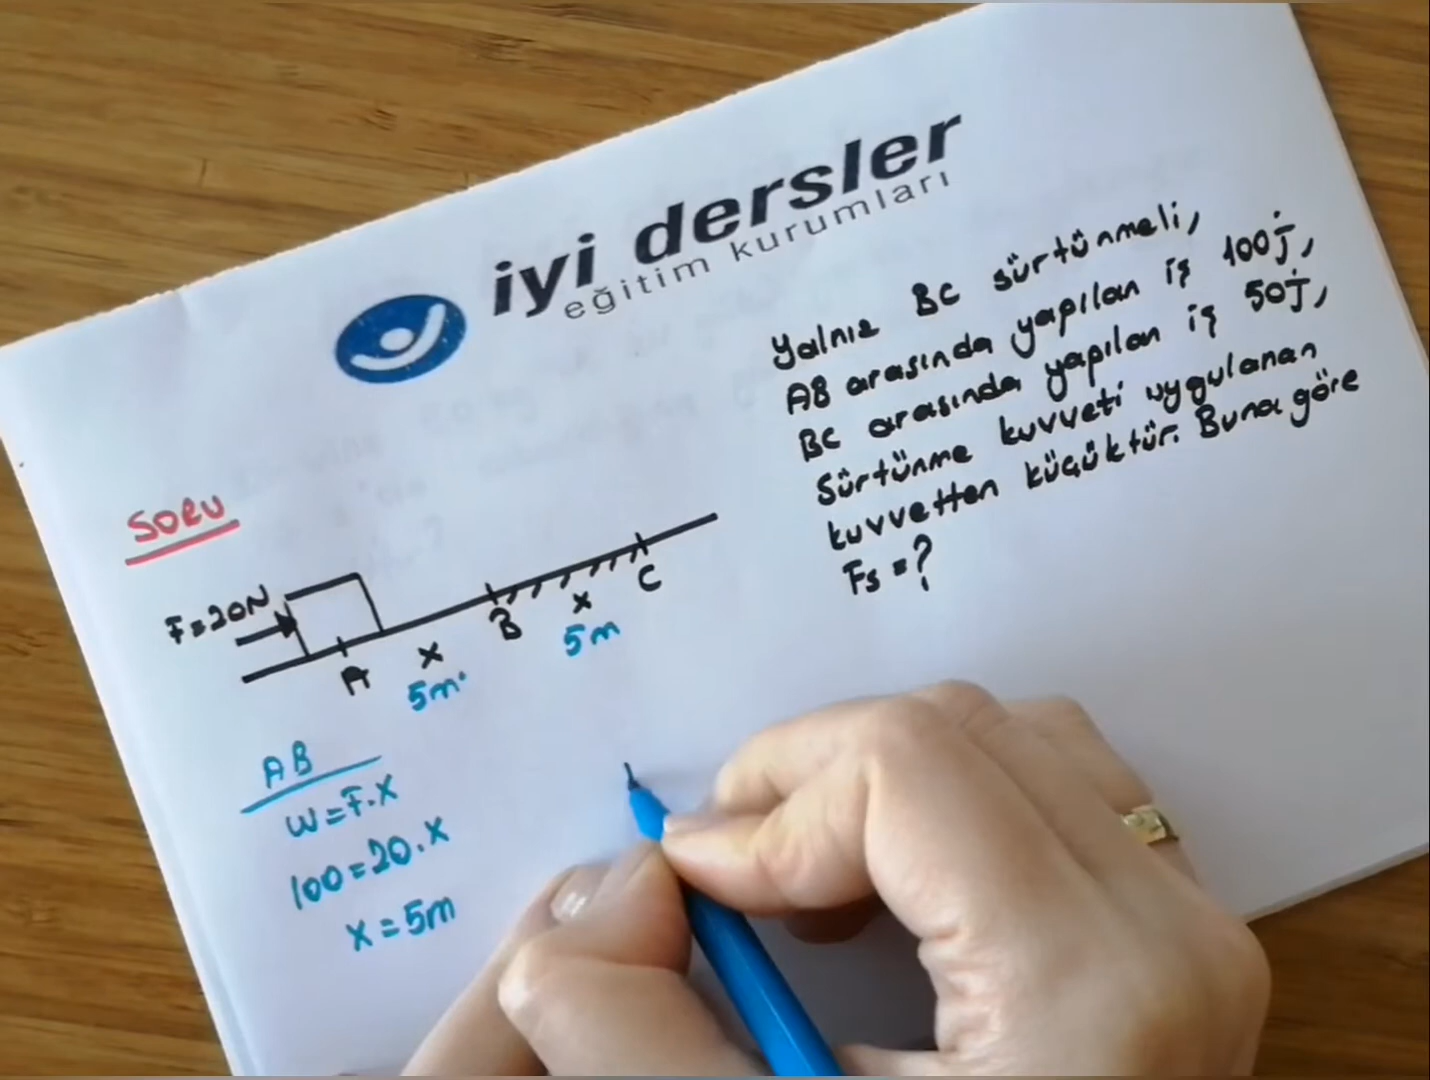 iyi dersler
eğitim kurumları
Yalnız BC sürtünmeli,
AB arasında yapılan iş 100j,
BC arasında yapılan iş 50j,
Sürtünme kuvveti uygulanan
kuvvetten küçüktür. Buna göre
Fs = ?
SORU
F=20N
A
x
B
x
C
5m
5m
AB
W=F.x
100=20.x
x=5m